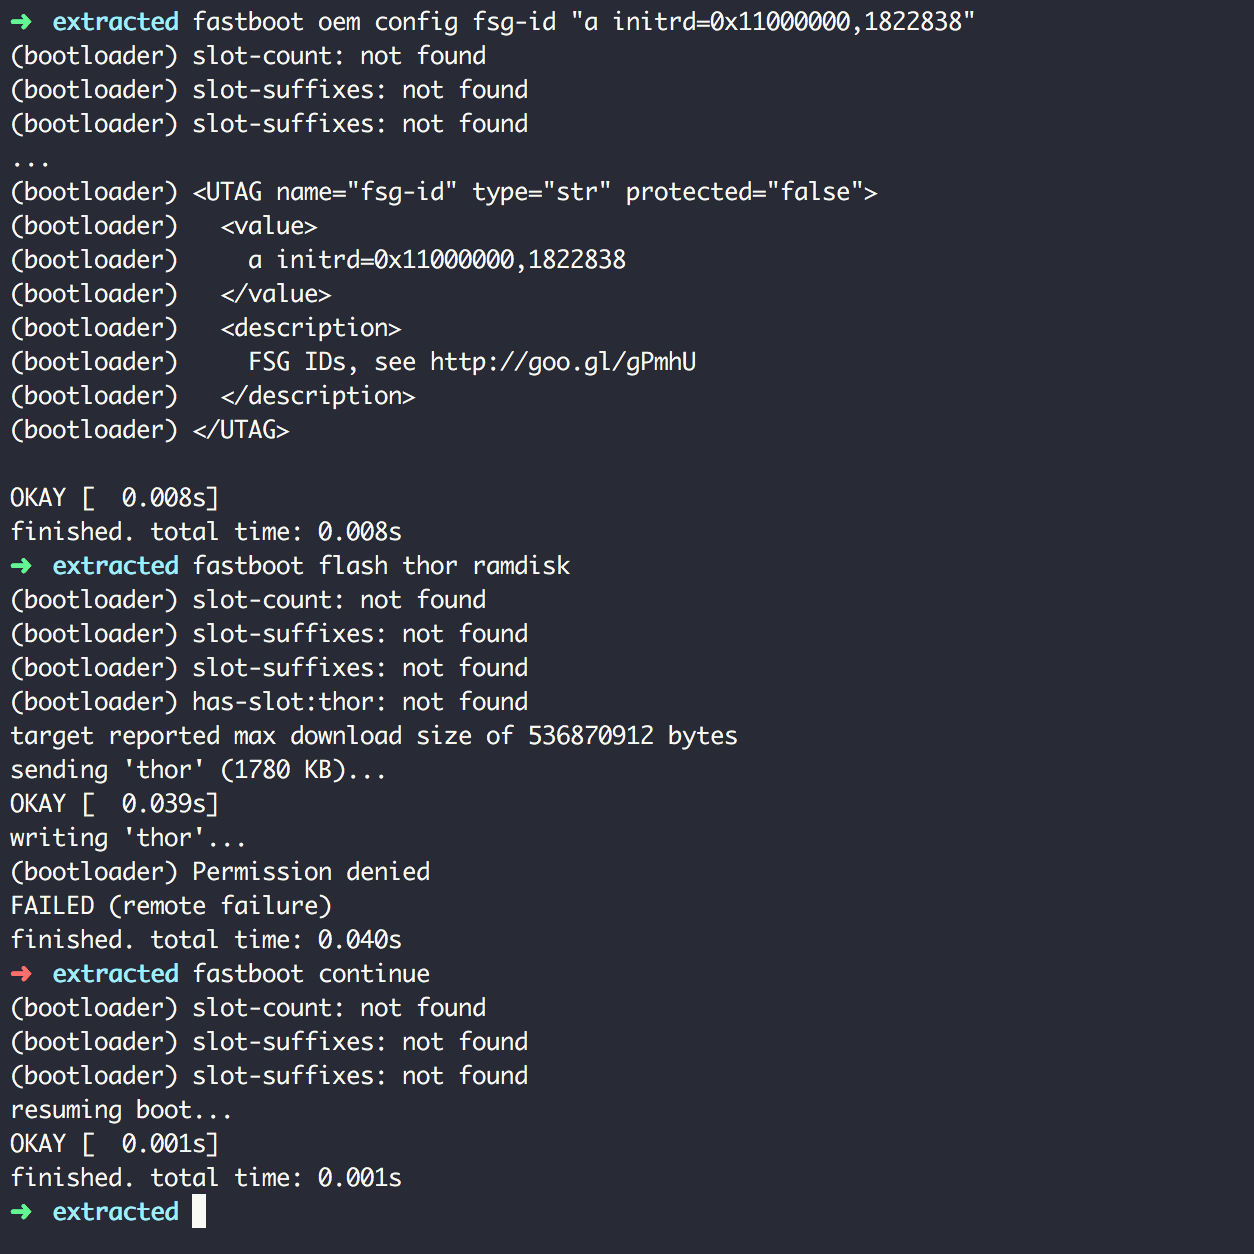 ➜ extracted fastboot oem config fsg-id "a initrd=0x11000000,1822838"
(bootloader) slot-count: not found
(bootloader) slot-suffixes: not found
(bootloader) slot-suffixes: not found
...
(bootloader) <UTAG name="fsg-id" type="str" protected="false">
(bootloader)   <value>
(bootloader)     a initrd=0x11000000,1822838
(bootloader)   </value>
(bootloader)   <description>
(bootloader)     FSG IDs, see http://goo.gl/gPmhU
(bootloader)   </description>
(bootloader) </UTAG>
OKAY [  0.008s]
finished. total time: 0.008s
➜ extracted fastboot flash thor ramdisk
(bootloader) slot-count: not found
(bootloader) slot-suffixes: not found
(bootloader) slot-suffixes: not found
(bootloader) has-slot:thor: not found
target reported max download size of 536870912 bytes
sending 'thor' (1780 KB)...
OKAY [  0.039s]
writing 'thor'...
(bootloader) Permission denied
FAILED (remote failure)
finished. total time: 0.040s
➜ extracted fastboot continue
(bootloader) slot-count: not found
(bootloader) slot-suffixes: not found
(bootloader) slot-suffixes: not found
resuming boot...
OKAY [  0.001s]
finished. total time: 0.001s
➜ extracted